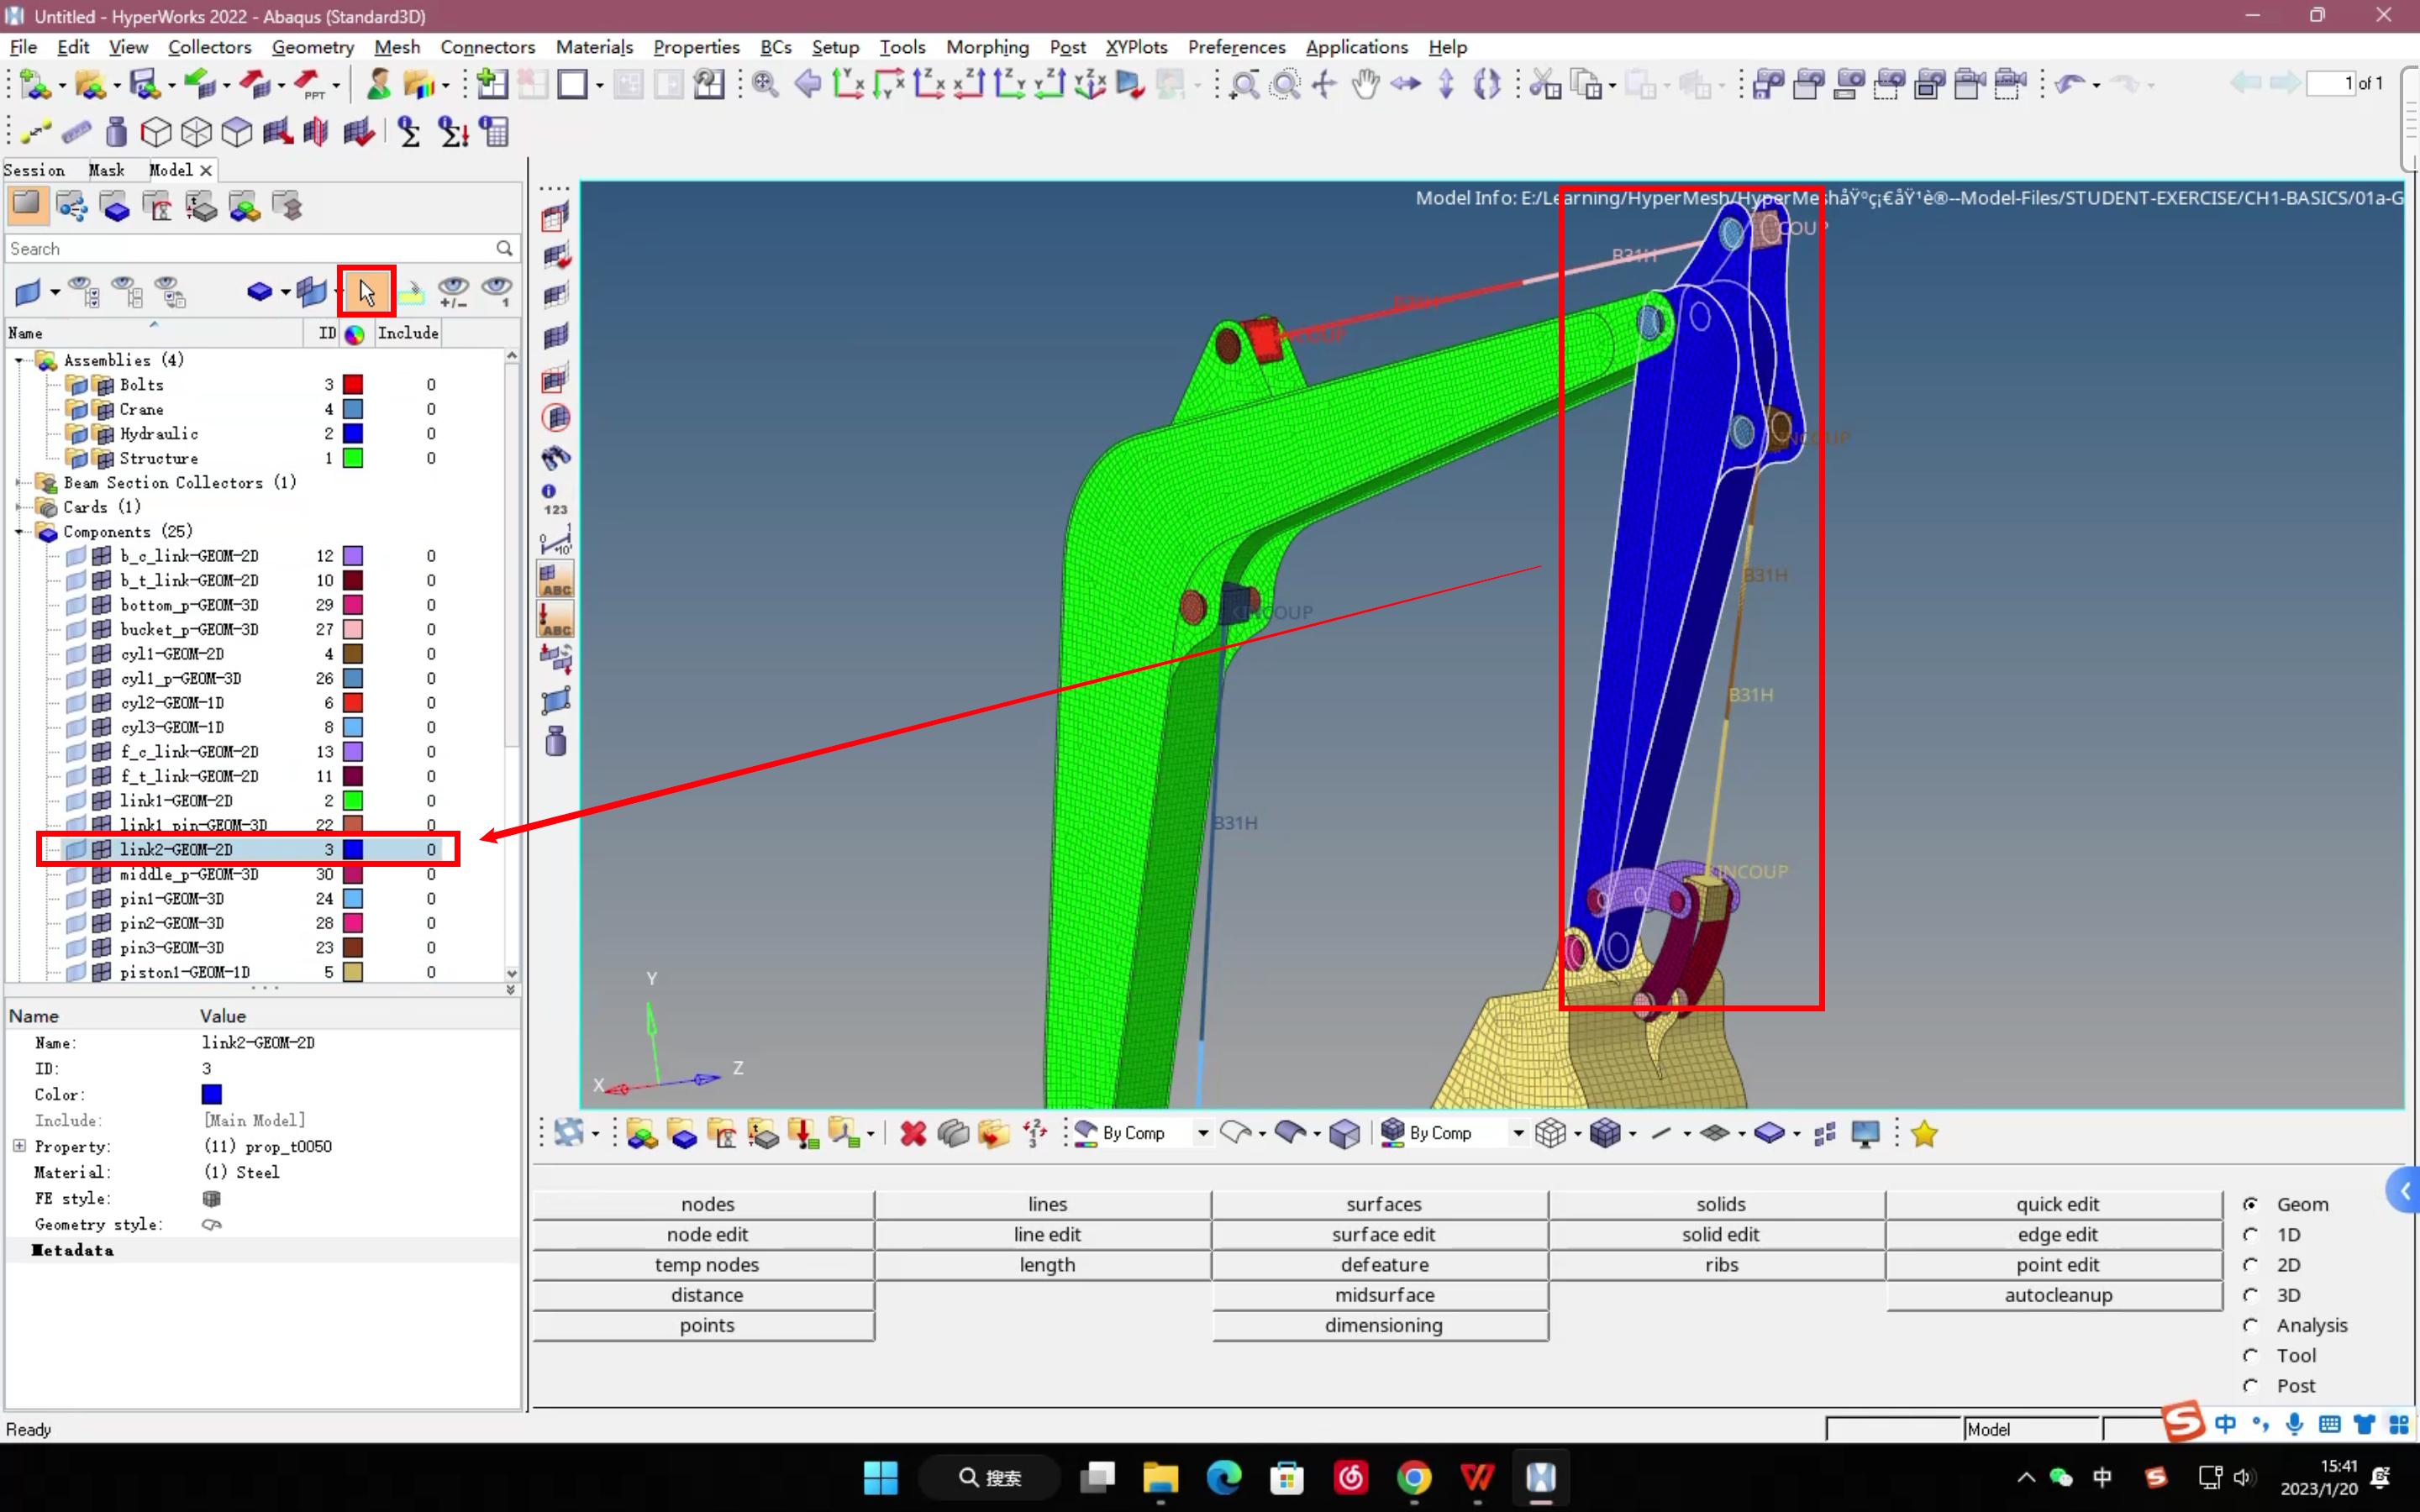 Untitled - HyperWorks 2022 - Abaqus (Standard3D)
File Edit View Collectors Geometry Mesh Connectors Materials Properties BCs Setup Tools Morphing Post XYPlots Preferences Applications Help
PPT
1 of 1
Session Mask Model
Search
Name ID Include
Assemblies (4)
Bolts 3 0
Crane 4 0
Hydraulic 2 0
Structure 1 0
Beam Section Collectors (1)
Cards (1)
Components (25)
b_c_link-GEOM-2D 12 0
b_t_link-GEOM-2D 10 0
bottom_p-GEOM-3D 29 0
bucket_p-GEOM-3D 27 0
cyl1-GEOM-2D 4 0
cyl1_p-GEOM-3D 26 0
cyl2-GEOM-1D 6 0
cyl3-GEOM-1D 8 0
f_c_link-GEOM-2D 13 0
f_t_link-GEOM-2D 11 0
link1-GEOM-2D 2 0
link1_pin-GEOM-3D 22 0
link2-GEOM-2D 3 0
middle_p-GEOM-3D 30 0
pin1-GEOM-3D 24 0
pin2-GEOM-3D 28 0
pin3-GEOM-3D 23 0
piston1-GEOM-1D 5 0
Name Value
Name: link2-GEOM-2D
ID: 3
Color:
Include: [Main Model]
Property: (11) prop_t0050
Material: (1) Steel
FE style:
Geometry style:
Metadata
123
ABC
ABC
Model Info: E:/Learning/HyperMesh/HyperMeshåŸºç¡€åŸ¹è®--Model-Files/STUDENT-EXERCISE/CH1-BASICS/01a-G
COUP
B31H
INCOUP
B31H
B31H
KINCOUP
B31H
INCOUP
Y
Z
X
By Comp By Comp
nodes lines surfaces solids quick edit Geom
node edit line edit surface edit solid edit edge edit 1D
temp nodes length defeature ribs point edit 2D
distance midsurface autocleanup 3D
points dimensioning Analysis
Tool
Post
Ready
Model
中
搜索
中
15:41
2023/1/20